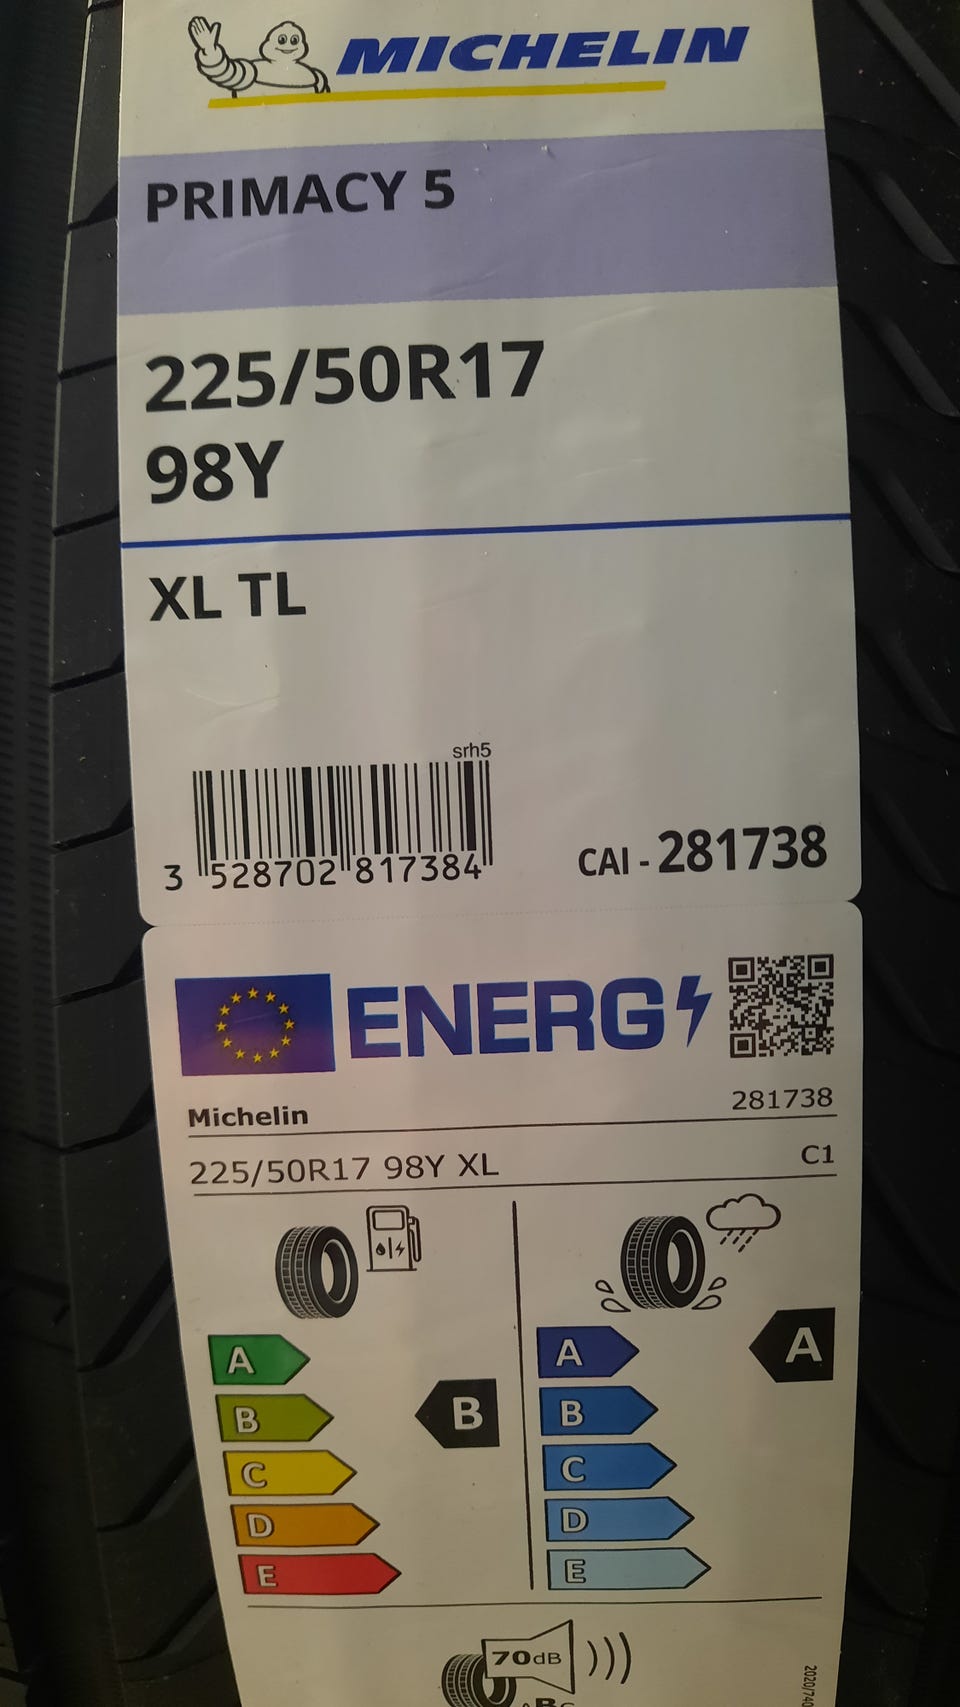 MICHELIN
PRIMACY 5
225/50R17
98Y
XL TL
srh5
3 528702 817384
CAI - 281738
ENERG
Michelin
281738
225/50R17 98Y XL
C1
A
B
C
D
E
B
A
B
C
D
E
A
70dB
B